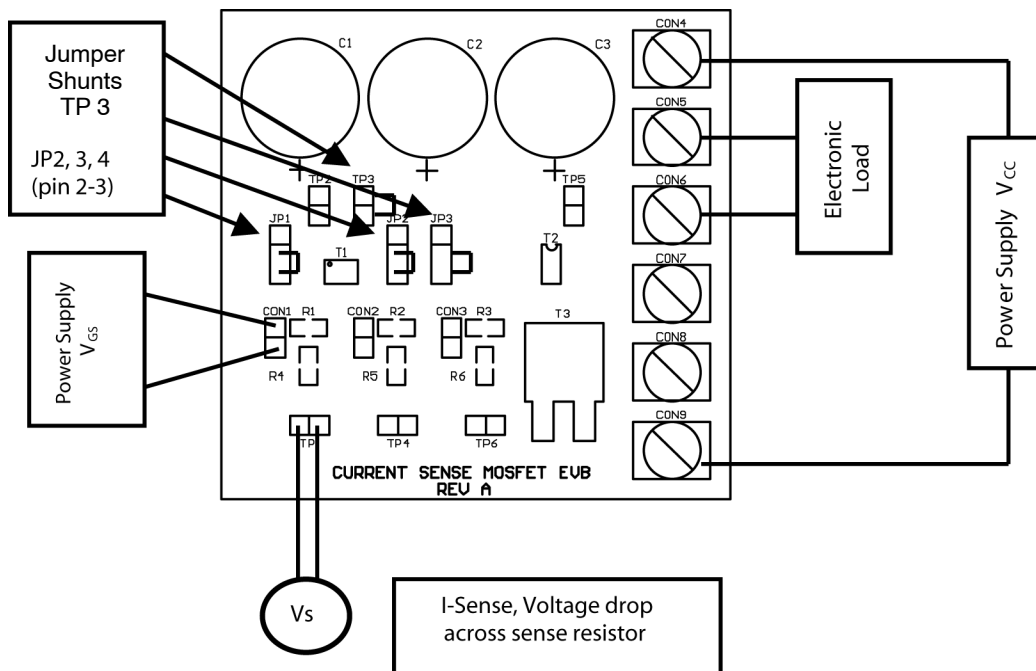 Jumper
Shunts
TP 3
JP2, 3, 4
(pin 2-3)
Power Supply
V GS
C1
C2
C3
TP2
TP3
TP5
JP1
JP2
JP3
T1
T2
CON1
R1
CON2
R2
CON3
R3
T3
R4
R5
R6
TP
TP4
TP6
CURRENT SENSE MOSFET EVB
REV A
CON4
CON5
CON6
CON7
CON8
CON9
Electronic
Load
Power Supply V CC
Vs
I-Sense, Voltage drop
across sense resistor